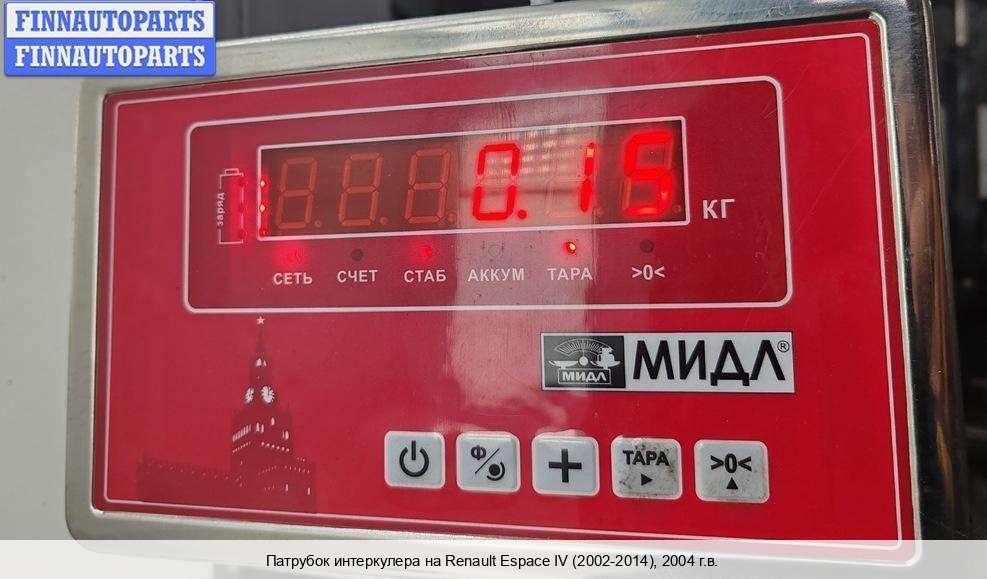 FINNAUTOPARTS
FINNAUTOPARTS
заряд
0.15
КГ
СЕТЬ СЧЕТ СТАБ АККУМ ТАРА >0<
МИДЛ МИДЛ®
Ф
ТАРА >0<
Патрубок интеркулера на Renault Espace IV (2002-2014), 2004 г.в.